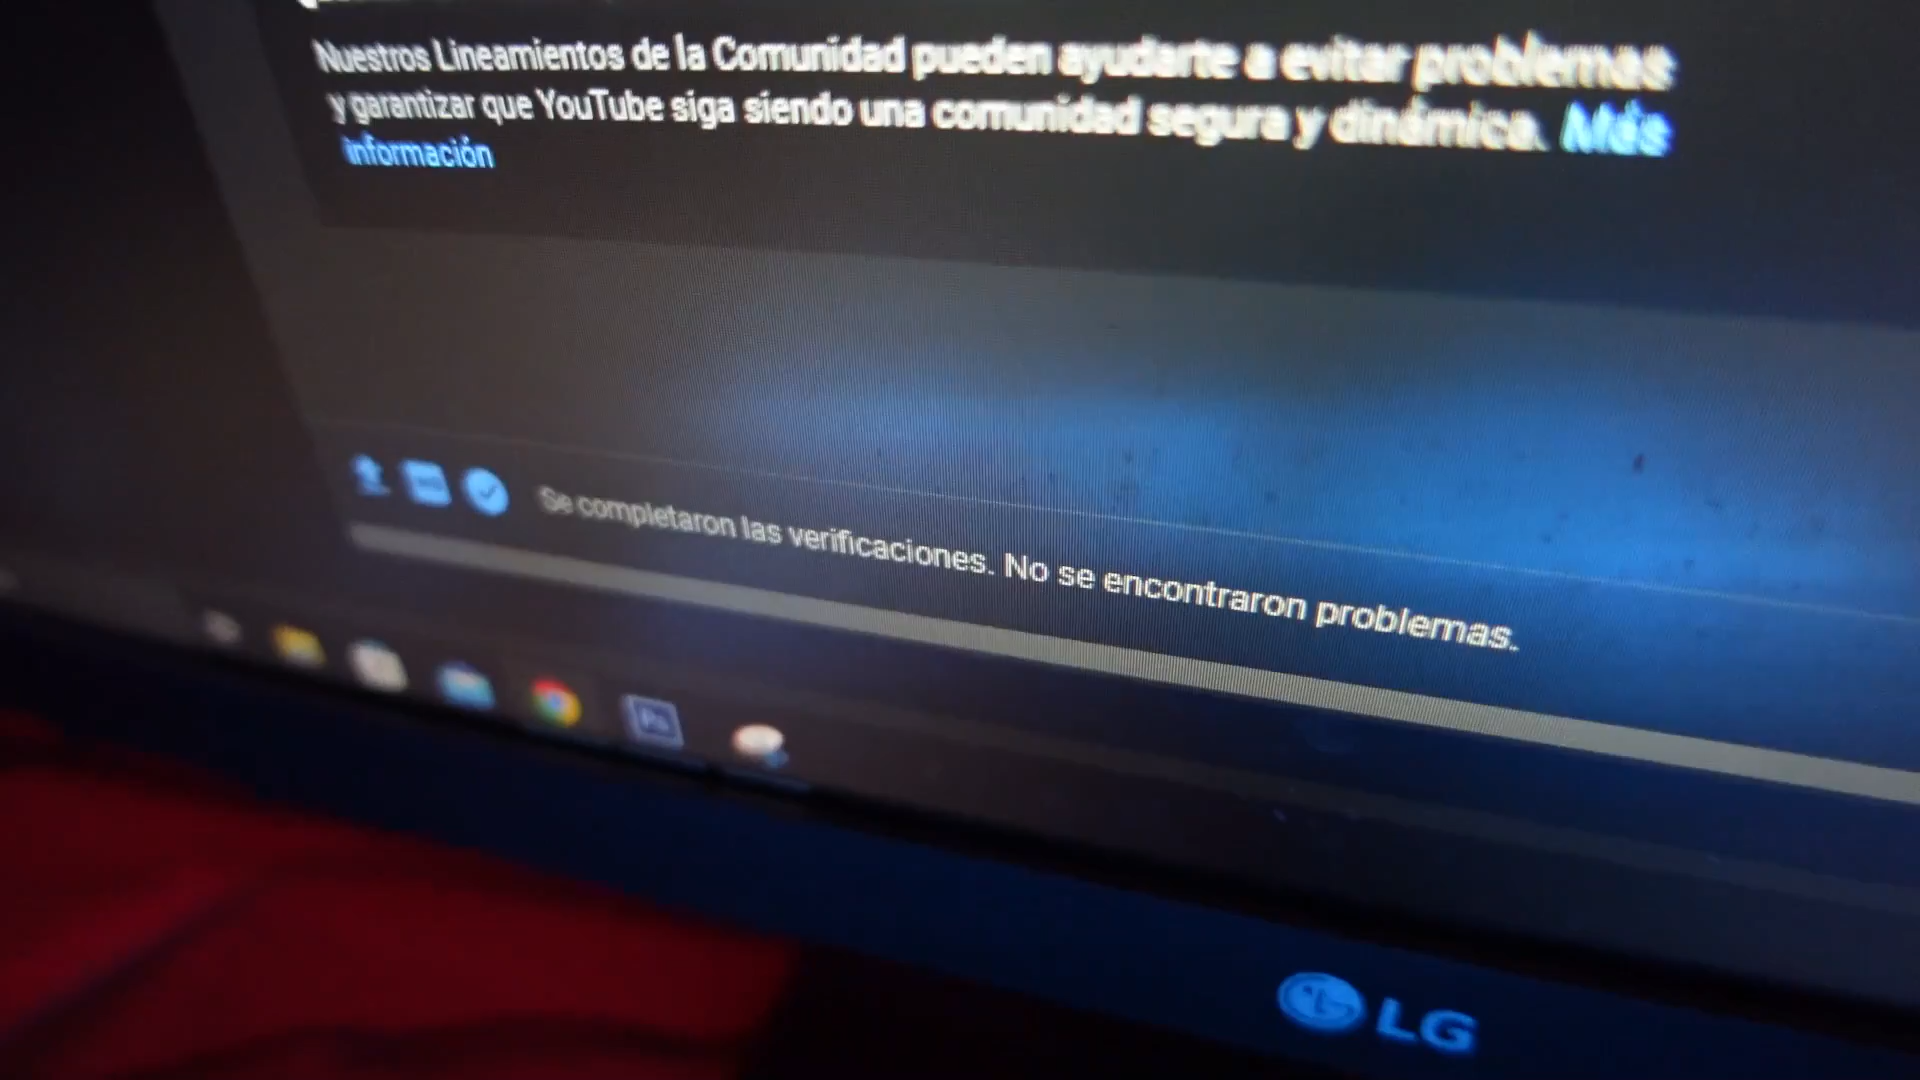 Nuestros Lineamientos de la Comunidad pueden ayudarte a evitar problemas
y garantizar que YouTube siga siendo una comunidad segura y dinámica. Más
información
Se completaron las verificaciones. No se encontraron problemas.
LG